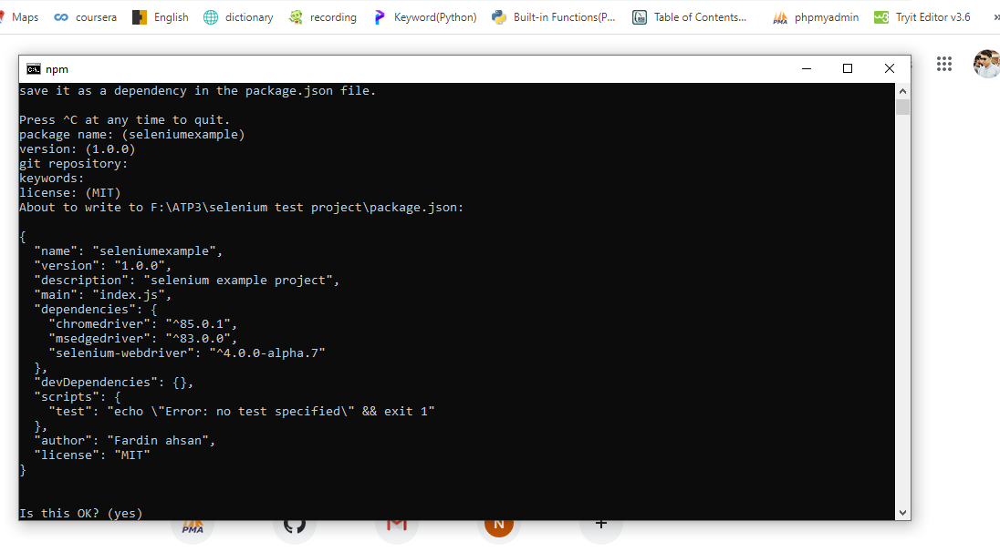 Maps coursera English dictionary recording Keyword(Python) Built-in Functions(P... Table of Contents... phpmyadmin Tryit Editor v3.6 »
npm
save it as a dependency in the package.json file.
Press ^C at any time to quit.
package name: (seleniumexample)
version: (1.0.0)
git repository:
keywords:
license: (MIT)
About to write to F:\ATP3\selenium test project\package.json:
{
  "name": "seleniumexample",
  "version": "1.0.0",
  "description": "selenium example project",
  "main": "index.js",
  "dependencies": {
    "chromedriver": "^85.0.1",
    "msedgedriver": "^83.0.0",
    "selenium-webdriver": "^4.0.0-alpha.7"
  },
  "devDependencies": {},
  "scripts": {
    "test": "echo \"Error: no test specified\" && exit 1"
  },
  "author": "Fardin ahsan",
  "license": "MIT"
}
Is this OK? (yes)
PMA N +